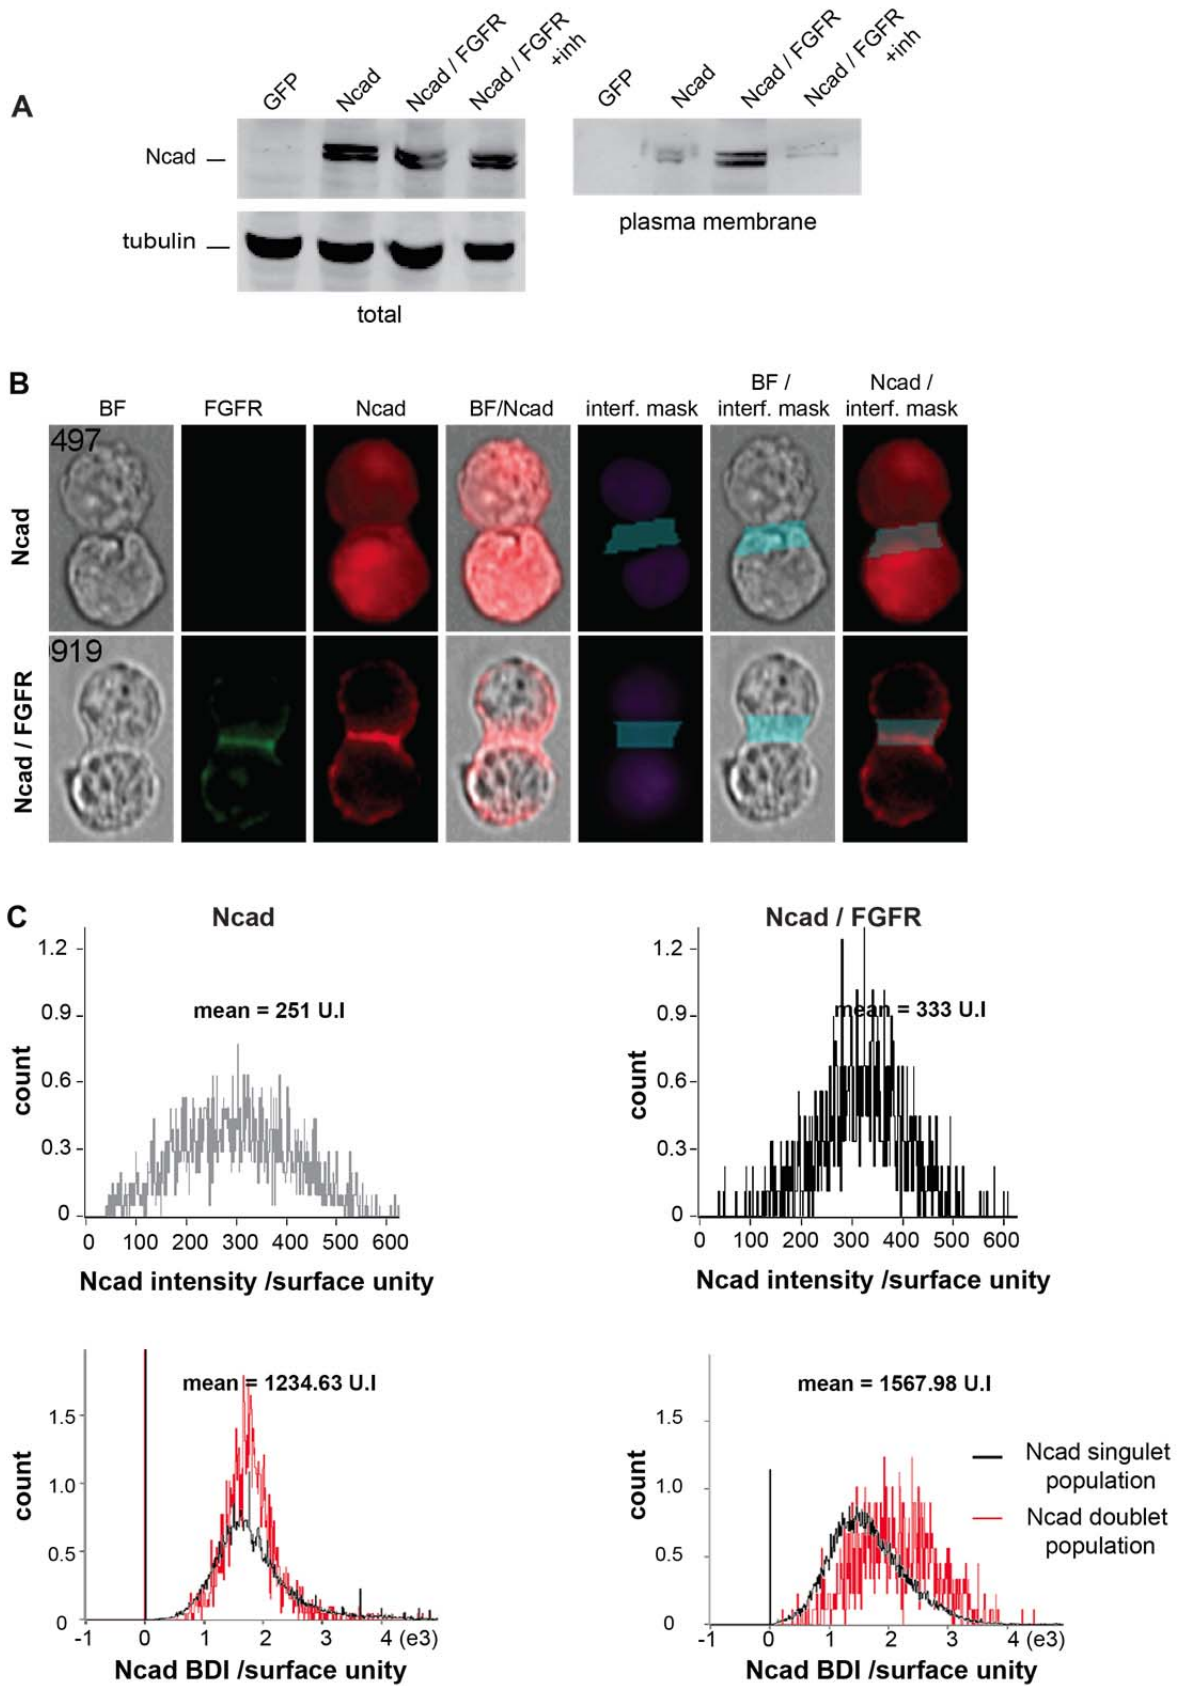 A
GFP
Ncad
Ncad / FGFR
Ncad / FGFR
+inh
GFP
Ncad
Ncad / FGFR
Ncad / FGFR
+inh
Ncad
tubulin
total
plasma membrane
B
BF
FGFR
Ncad
BF/Ncad
interf. mask
BF /
interf. mask
Ncad /
interf. mask
Ncad
497
Ncad / FGFR
919
C
Ncad
mean = 251 U.I
count
1.2
0.9
0.6
0.3
0
0 100 200 300 400 500 600
Ncad intensity /surface unity
Ncad / FGFR
mean = 333 U.I
count
1.2
0.9
0.6
0.3
0
0 100 200 300 400 500 600
Ncad intensity /surface unity
mean = 1234.63 U.I
count
1.5
1.0
0.5
0
-1 0 1 2 3 4 (e3)
Ncad BDI /surface unity
mean = 1567.98 U.I
count
1.5
1.0
0.5
0
-1 0 1 2 3 4 (e3)
Ncad BDI /surface unity
Ncad singulet
population
Ncad doublet
population